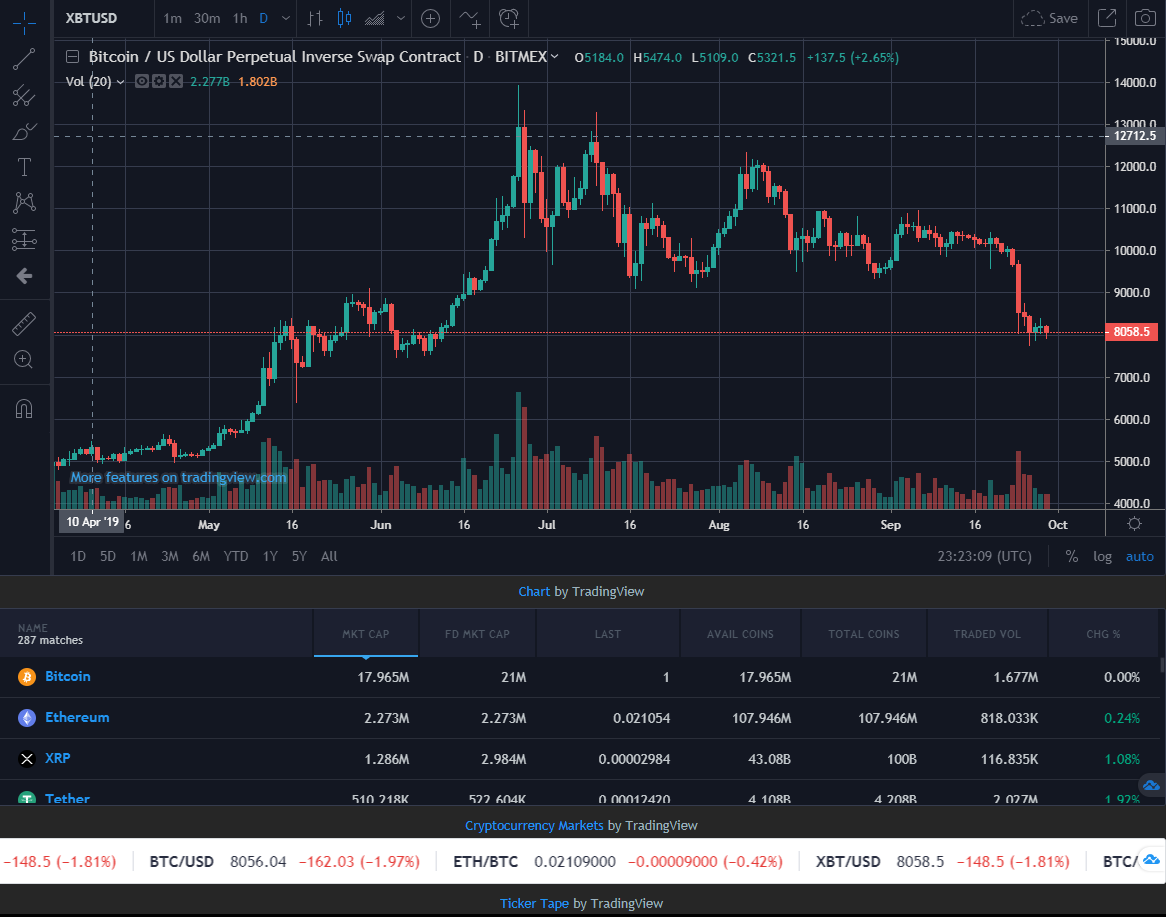 XBTUSD 1m 30m 1h D Save
Bitcoin / US Dollar Perpetual Inverse Swap Contract D BITMEX O5184.0 H5474.0 L5109.0 C5321.5 +137.5 (+2.65%)
Vol (20) 2.277B 1.802B
15000.0
14000.0
13000.0
12712.5
12000.0
11000.0
10000.0
9000.0
8058.5
7000.0
6000.0
5000.0
4000.0
More features on tradingview.com
10 Apr '19 6 May 16 Jun 16 Jul 16 Aug 16 Sep 16 Oct
1D 5D 1M 3M 6M YTD 1Y 5Y All 23:23:09 (UTC) % log auto
Chart by TradingView
NAME MKT CAP FD MKT CAP LAST AVAIL COINS TOTAL COINS TRADED VOL CHG %
287 matches
Bitcoin 17.965M 21M 1 17.965M 21M 1.677M 0.00%
Ethereum 2.273M 2.273M 0.021054 107.946M 107.946M 818.033K 0.24%
XRP 1.286M 2.984M 0.00002984 43.08B 100B 116.835K 1.08%
Tether 510.218K 522.604K 0.00012420 4.108B 4.208B 2.027M 1.92%
Cryptocurrency Markets by TradingView
−148.5 (−1.81%) BTC/USD 8056.04 −162.03 (−1.97%) ETH/BTC 0.02109000 −0.00009000 (−0.42%) XBT/USD 8058.5 −148.5 (−1.81%) BTC/
Ticker Tape by TradingView